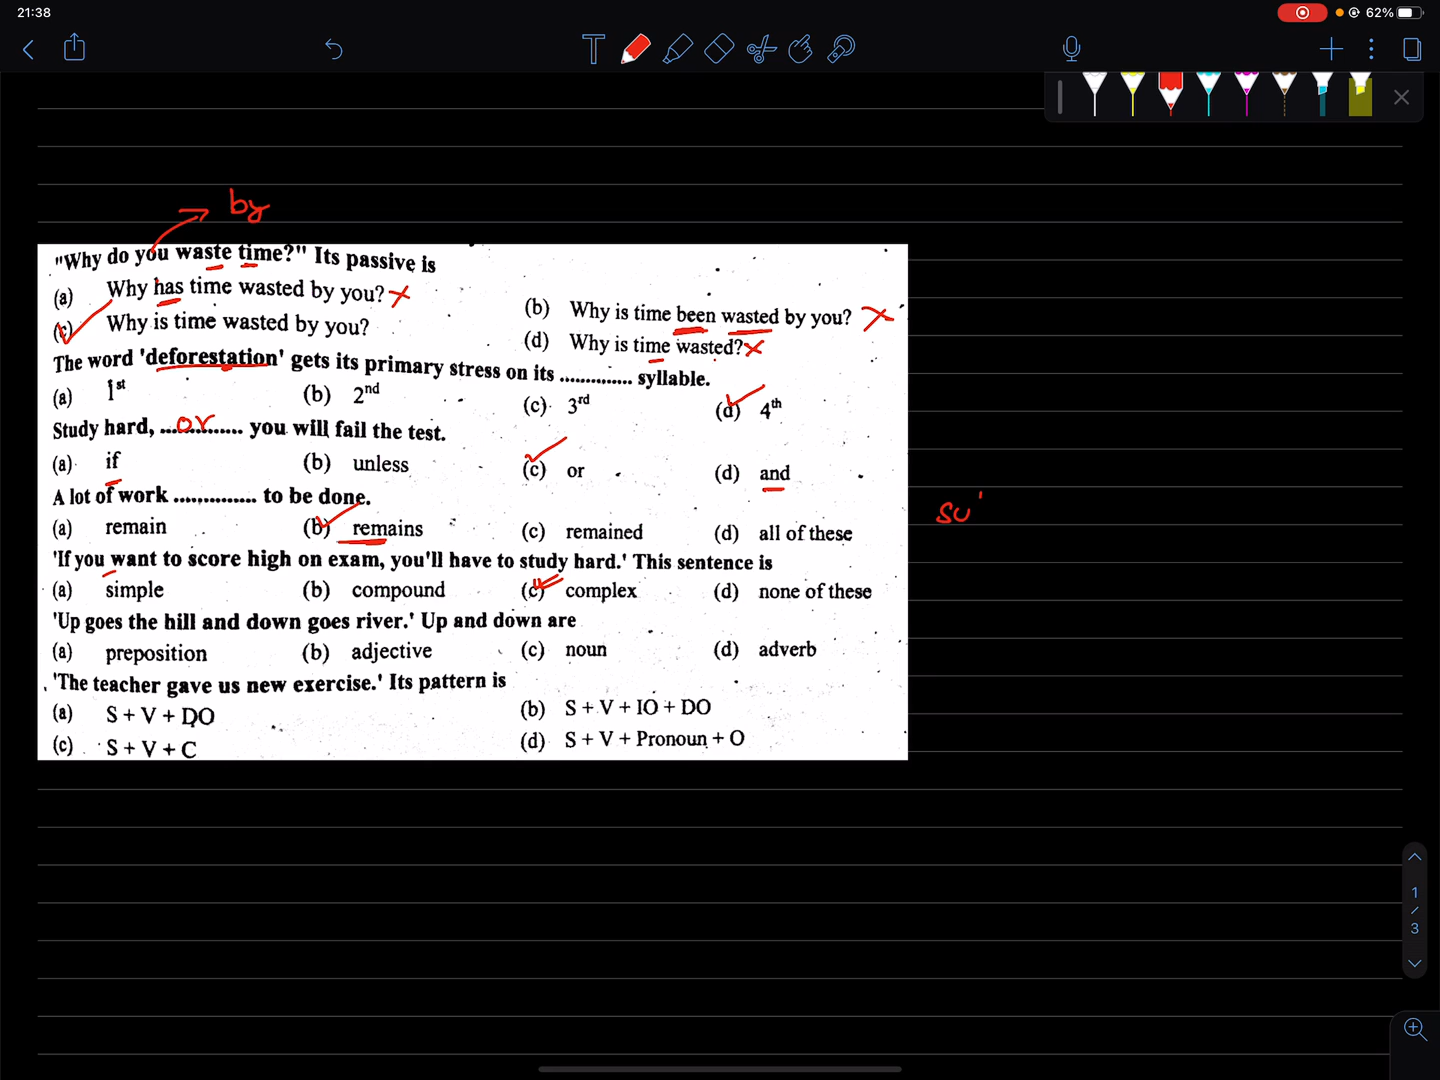 21:38
62%
T
by
"Why do you waste time?" Its passive is
(a) Why has time wasted by you?
(b) Why is time been wasted by you?
(c) Why is time wasted by you?
(d) Why is time wasted?
The word 'deforestation' gets its primary stress on its .............. syllable.
(a) 1st (b) 2nd (c) 3rd (d) 4th
or
Study hard, ................ you will fail the test.
(a) if (b) unless (c) or (d) and
A lot of work ............... to be done.
(a) remain (b) remains (c) remained (d) all of these
'If you want to score high on exam, you'll have to study hard.' This sentence is
(a) simple (b) compound (c) complex (d) none of these
'Up goes the hill and down goes river.' Up and down are
(a) preposition (b) adjective (c) noun (d) adverb
'The teacher gave us new exercise.' Its pattern is
(a) S + V + DO (b) S + V + IO + DO
(c) S + V + C (d) S + V + Pronoun + O
1
/
3